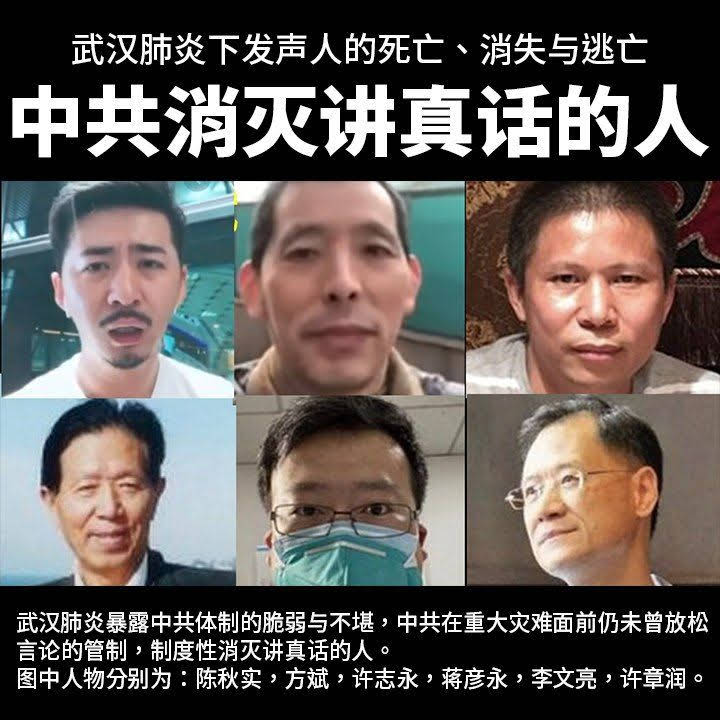 武汉肺炎下发声人的死亡、消失与逃亡
中共消灭讲真话的人
武汉肺炎暴露中共体制的脆弱与不堪，中共在重大灾难面前仍未曾放松
言论的管制，制度性消灭讲真话的人。
图中人物分别为：陈秋实，方斌，许志永，蒋彦永，李文亮，许章润。